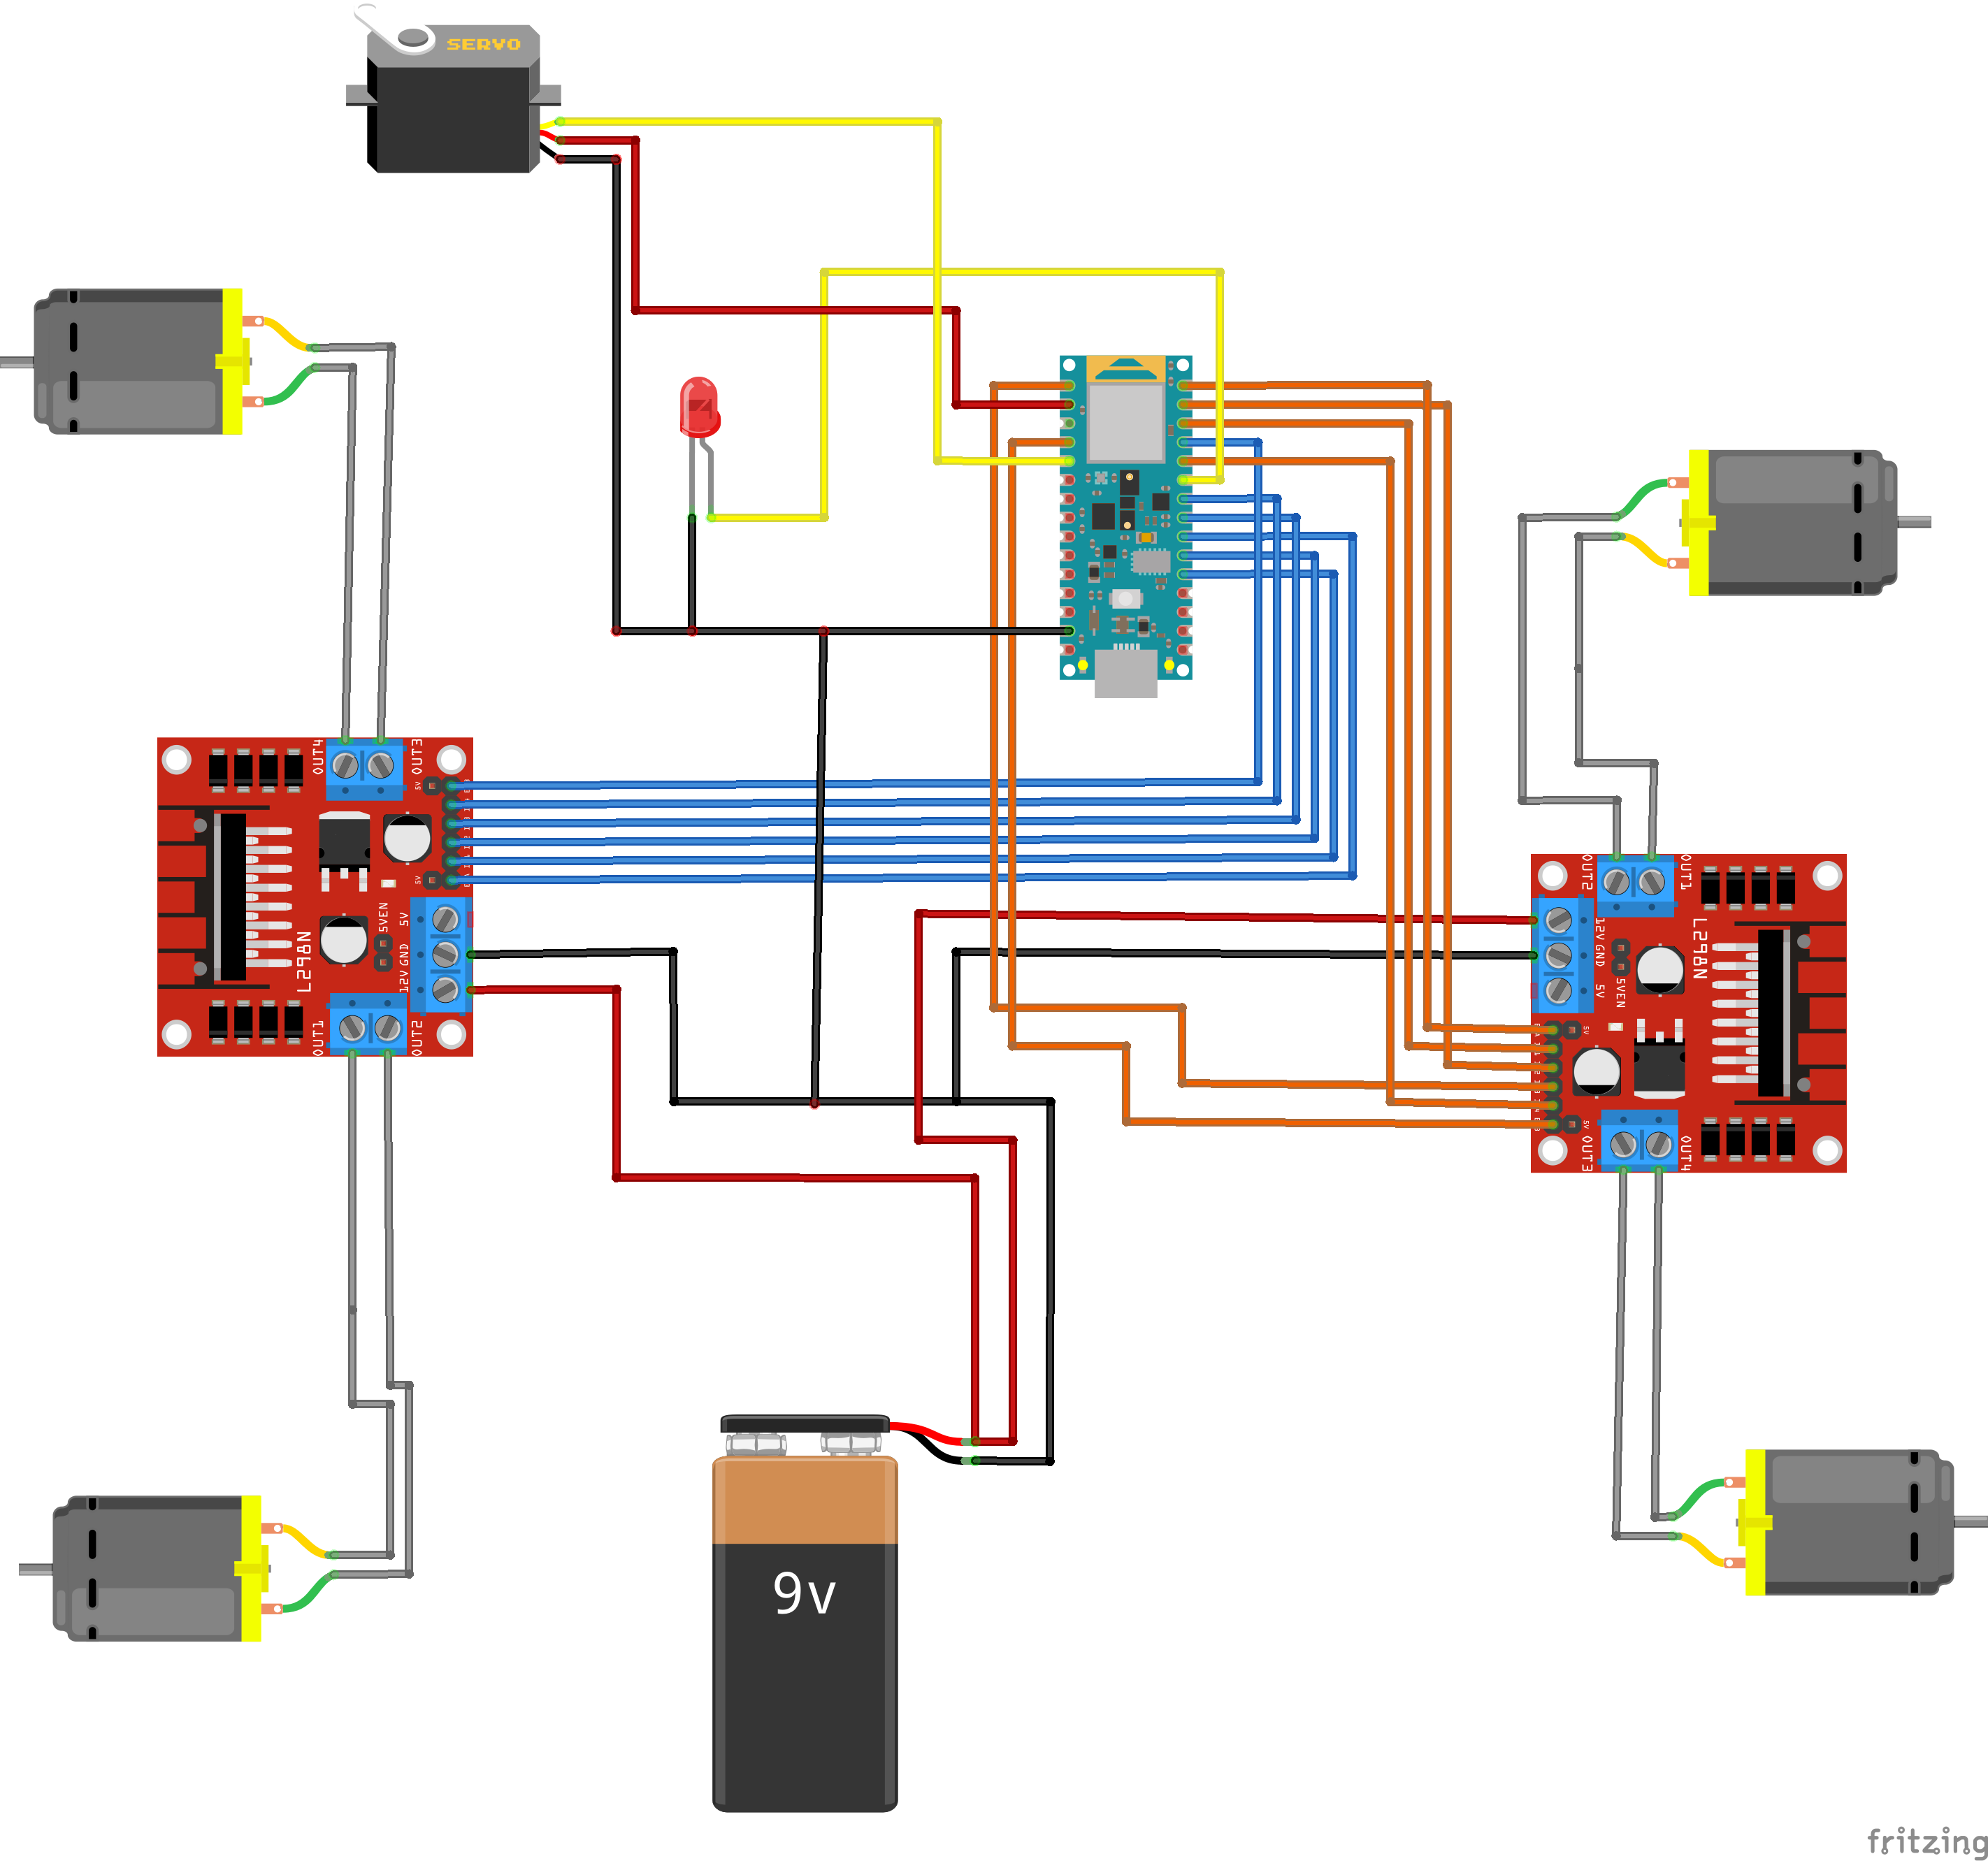 SERVO
OUT4
OUT3
5V
5V
5VEN
5V
GND
12V
L298N
OUT1
OUT2
OUT2
OUT1
12V
GND
5V
L298N
5VEN
5V
5V
OUT3
OUT4
9v
fritzing